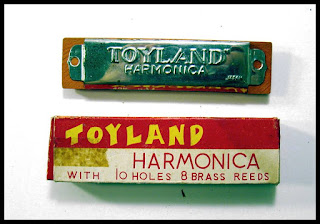 TOYLAND
HARMONICA
TOYLAND
HARMONICA
WITH 10 HOLES 8 BRASS REEDS